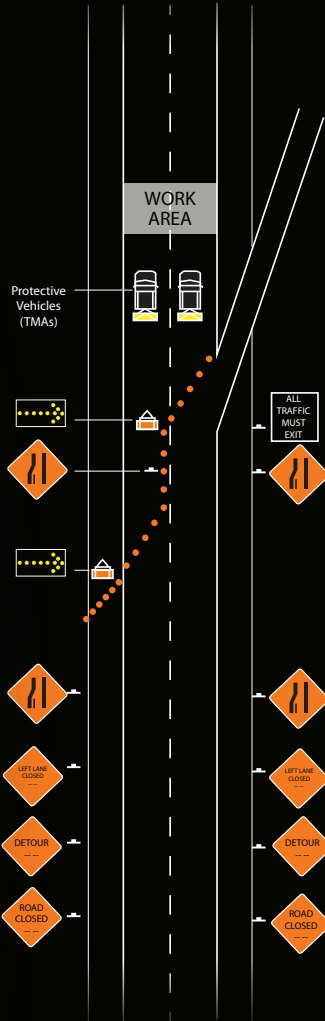 WORK
AREA
Protective
Vehicles
(TMAs)
ALL
TRAFFIC
MUST
EXIT
LEFT LANE
CLOSED
-- --
LEFT LANE
CLOSED
-- --
DETOUR
-- --
DETOUR
-- --
ROAD
CLOSED
-- --
ROAD
CLOSED
-- --